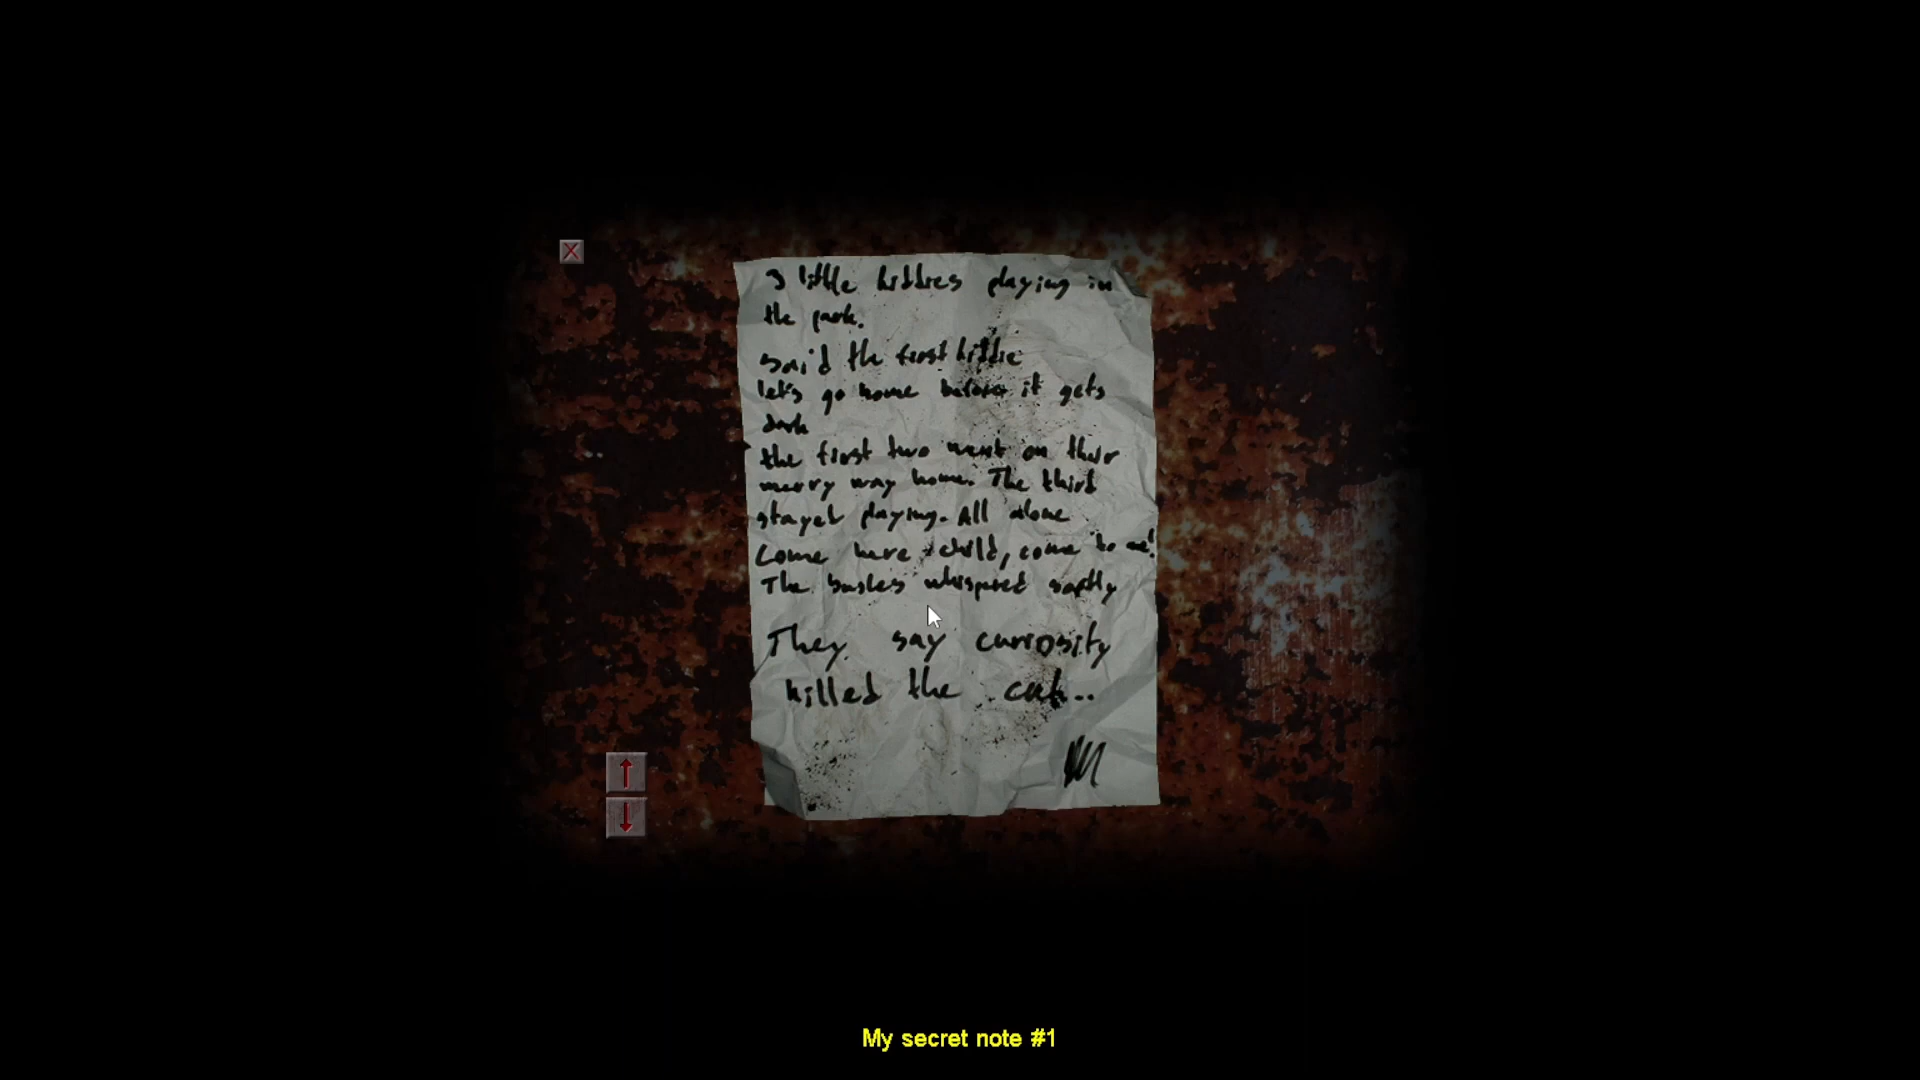 3 little kiddies playing in
the park.
Said the first kiddie
let's go home before it gets
dark
the first two went on their
merry way home. The third
stayed playing. All alone
Come here child, come to me!
The bushes whispered softly
They say curiosity
killed the cat..
My secret note #1